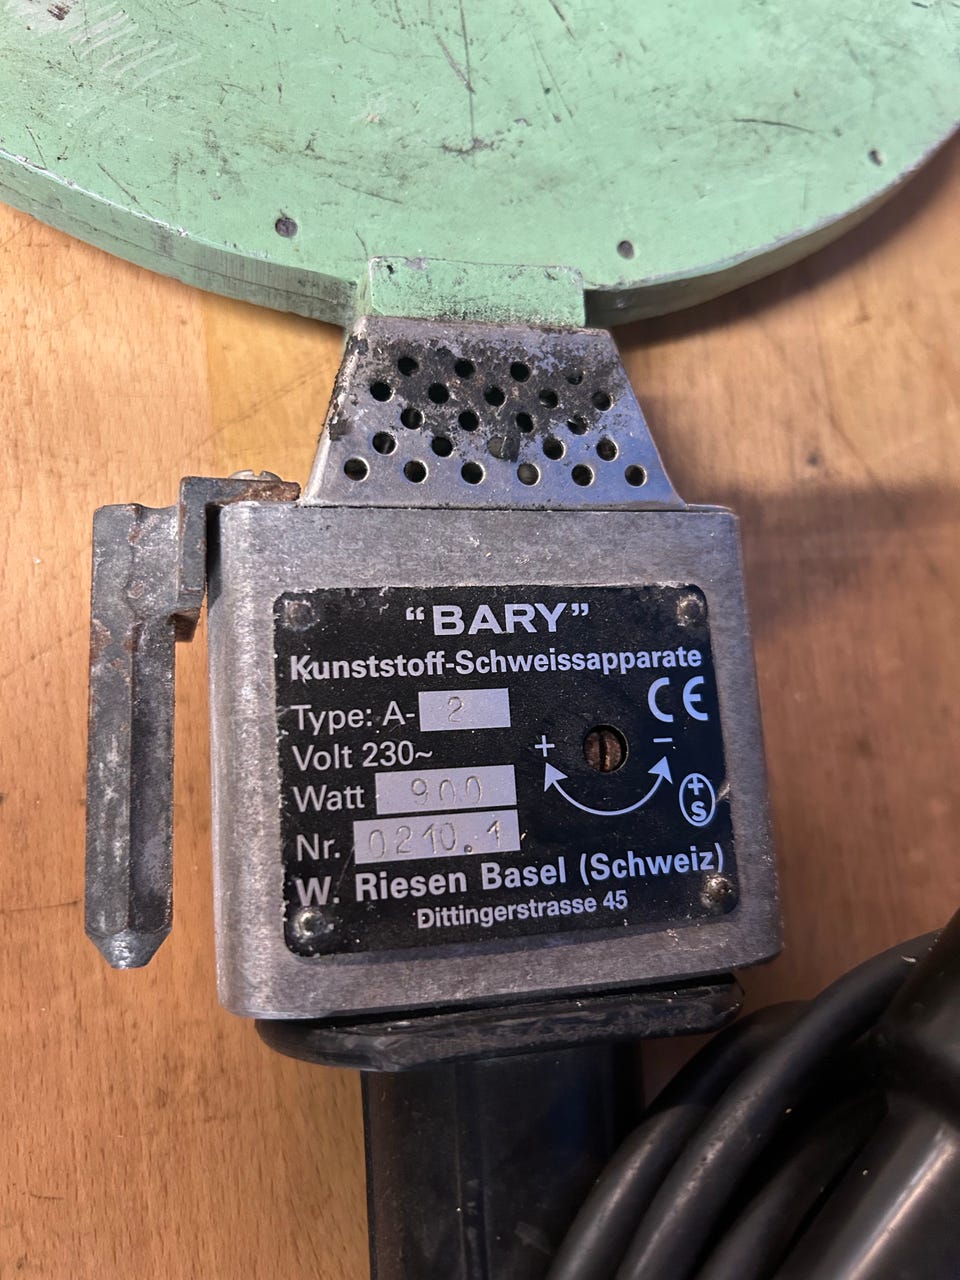 “BARY”
Kunststoff-Schweissapparate
Type: A- 2
CE
Volt 230~
+ −
Watt 900
+S
Nr. 0210.1
W. Riesen Basel (Schweiz)
Dittingerstrasse 45